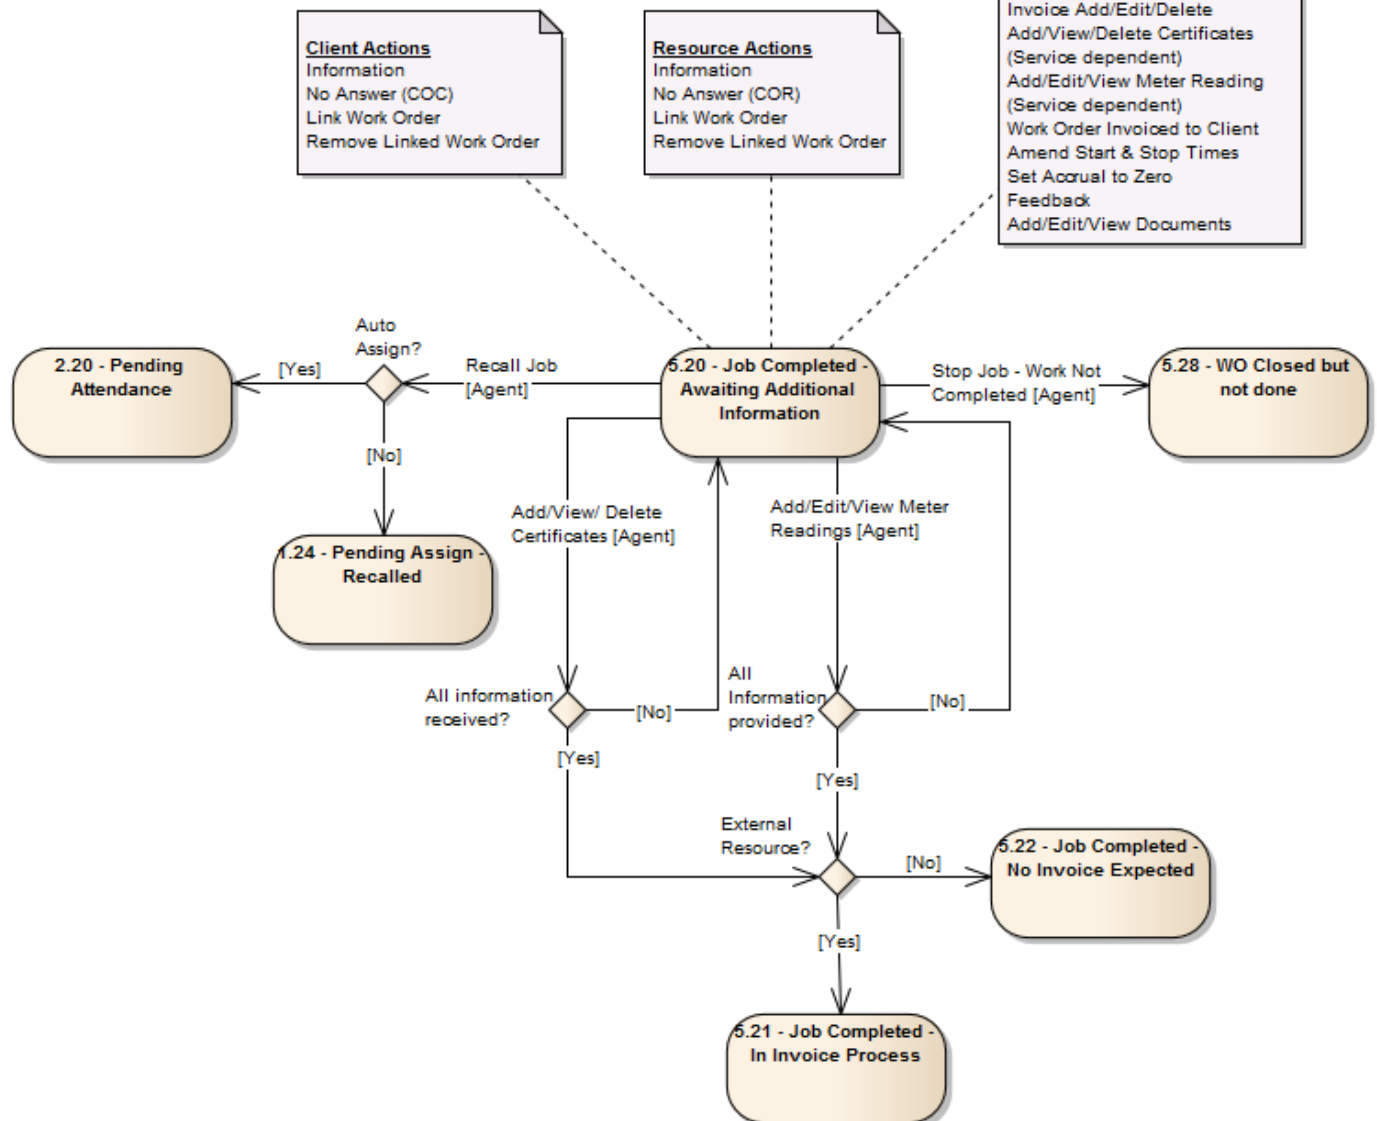 Client Actions
Information
No Answer (COC)
Link Work Order
Remove Linked Work Order
Resource Actions
Information
No Answer (COR)
Link Work Order
Remove Linked Work Order
Invoice Add/Edit/Delete
Add/View/Delete Certificates
(Service dependent)
Add/Edit/View Meter Reading
(Service dependent)
Work Order Invoiced to Client
Amend Start & Stop Times
Set Accrual to Zero
Feedback
Add/Edit/View Documents
Auto
Assign?
2.20 - Pending
Attendance
[Yes]
Recall Job
[Agent]
5.20 - Job Completed -
Awaiting Additional
Information
Stop Job - Work Not
Completed [Agent]
5.28 - WO Closed but
not done
[No]
1.24 - Pending Assign -
Recalled
Add/View/ Delete
Certificates [Agent]
Add/Edit/View Meter
Readings [Agent]
All information
received?
[No]
All
Information
provided?
[No]
[Yes]
[Yes]
External
Resource?
[No]
5.22 - Job Completed -
No Invoice Expected
[Yes]
5.21 - Job Completed -
In Invoice Process